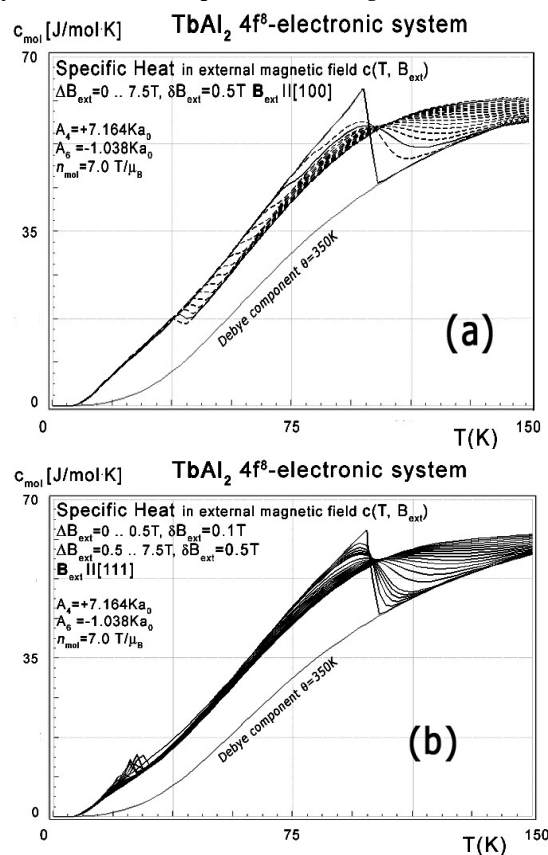 TbAl₂ 4f⁸-electronic system
c_mol [J/mol·K]
70
Specific Heat in external magnetic field c(T, B_ext)
ΔB_ext=0 .. 7.5T, δB_ext=0.5T B_ext II[100]
A₄=+7.164Ka₀
A₆ =-1.038Ka₀
n_mol=7.0 T/μ_B
35
Debye component θ=350K
(a)
0
0
75
150
T(K)
c_mol [J/mol·K]
TbAl₂ 4f⁸-electronic system
70
Specific Heat in external magnetic field c(T, B_ext)
ΔB_ext=0 .. 0.5T, δB_ext=0.1T
ΔB_ext=0.5 .. 7.5T, δB_ext=0.5T
B_ext II[111]
A₄=+7.164Ka₀
A₆ =-1.038Ka₀
n_mol=7.0 T/μ_B
35
Debye component θ=350K
(b)
0
0
75
150
T(K)